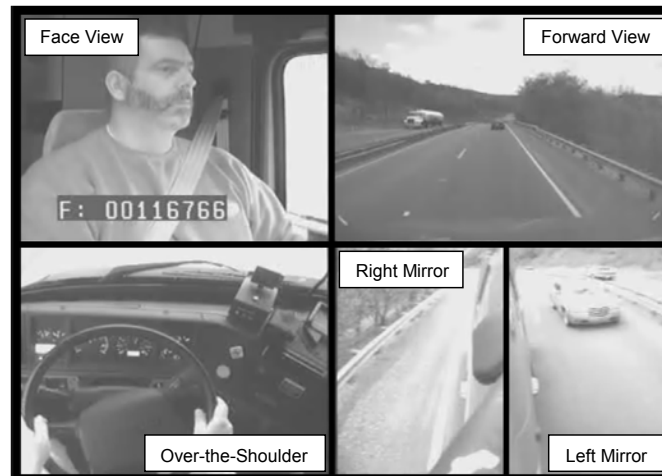 Face View
Forward View
F: 00116766
Right Mirror
Over-the-Shoulder
Left Mirror